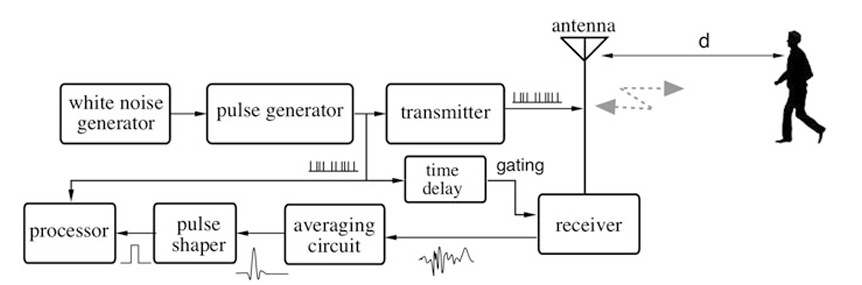 antenna
d
white noise
generator
pulse generator
transmitter
time
delay
gating
processor
pulse
shaper
averaging
circuit
receiver